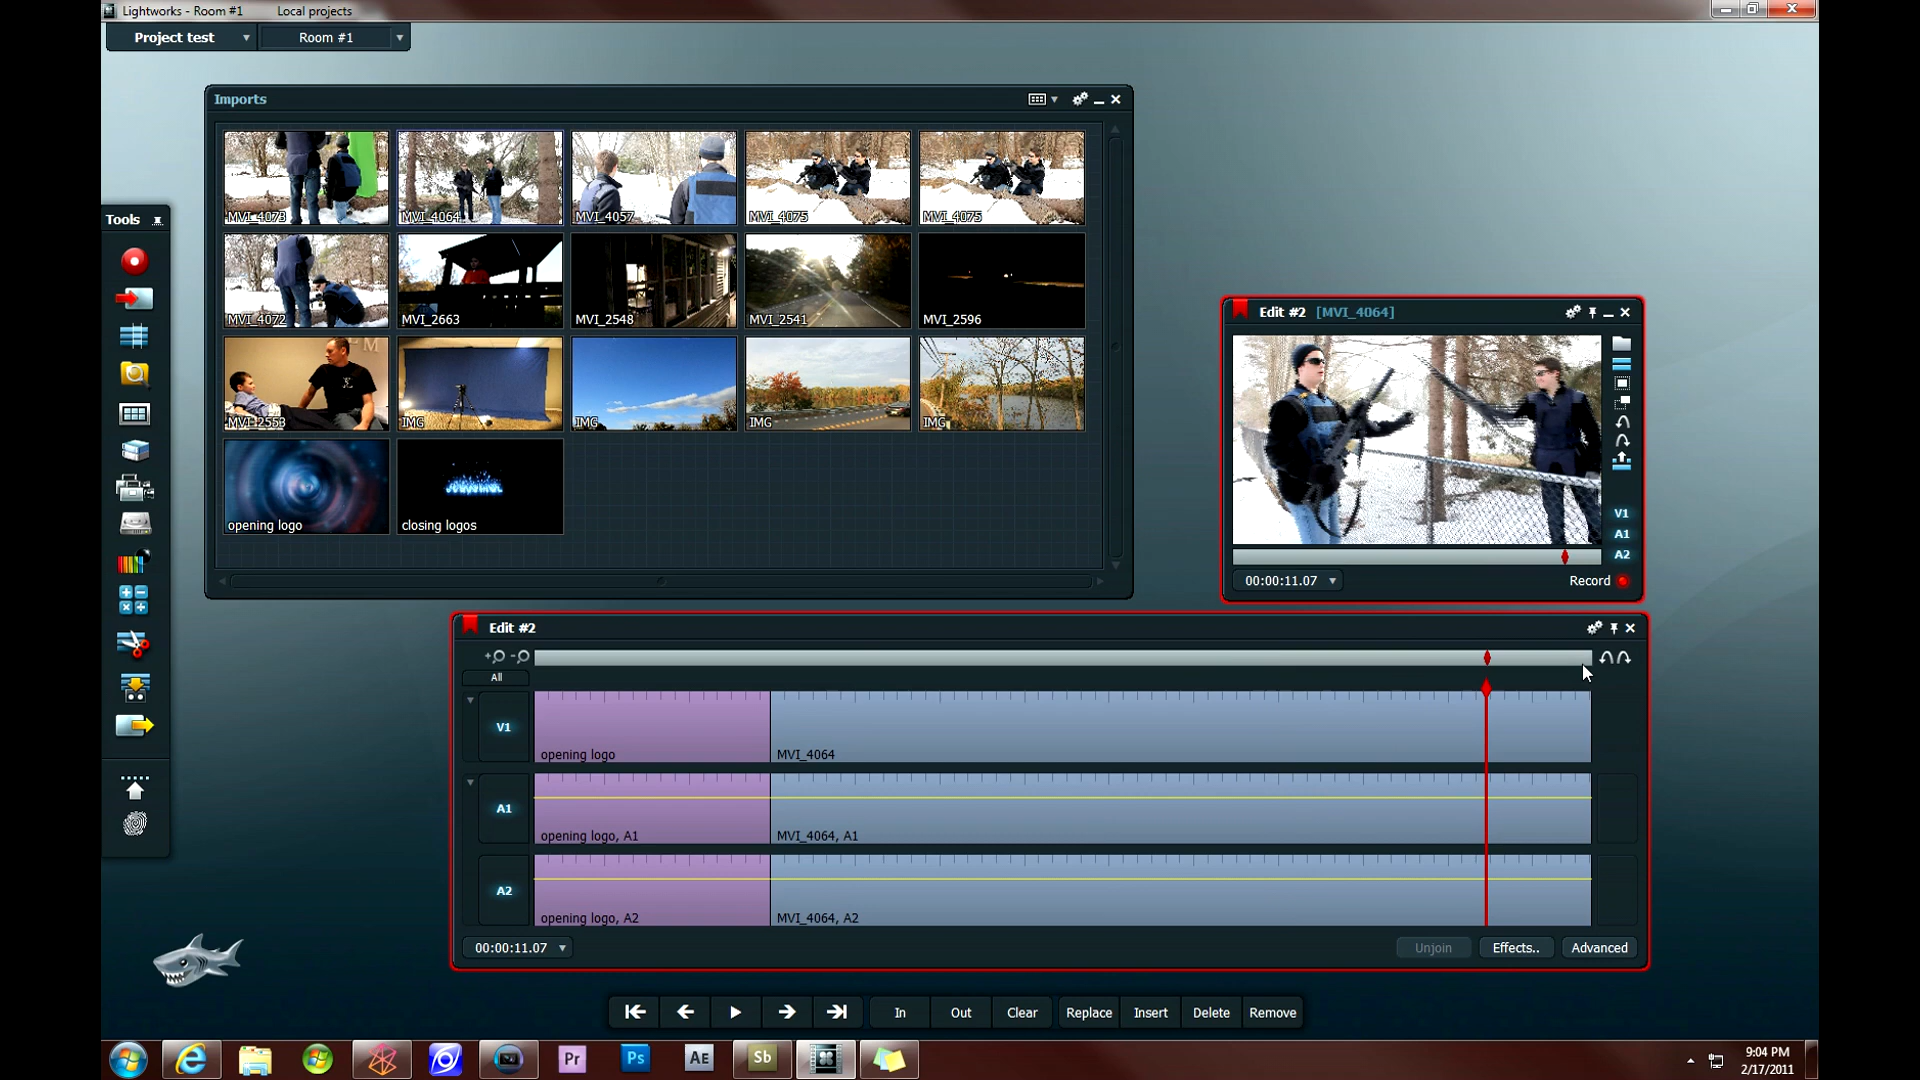 Lightworks - Room #1 Local projects
Project test Room #1
Imports
Tools
MVI_4073 MVI_4064 MVI_4057 MVI_4075 MVI_4075
MVI_4072 MVI_2663 MVI_2548 MVI_2541 MVI_2596
MVI_2553 IMG IMG IMG IMG
opening logo closing logos
Edit #2 [MVI_4064]
V1
A1
A2
00:00:11.07 Record
Edit #2
All
V1
opening logo MVI_4064
A1
opening logo, A1 MVI_4064, A1
A2
opening logo, A2 MVI_4064, A2
00:00:11.07 Unjoin Effects.. Advanced
In Out Clear Replace Insert Delete Remove
Pr Ps AE Sb
9:04 PM
2/17/2011